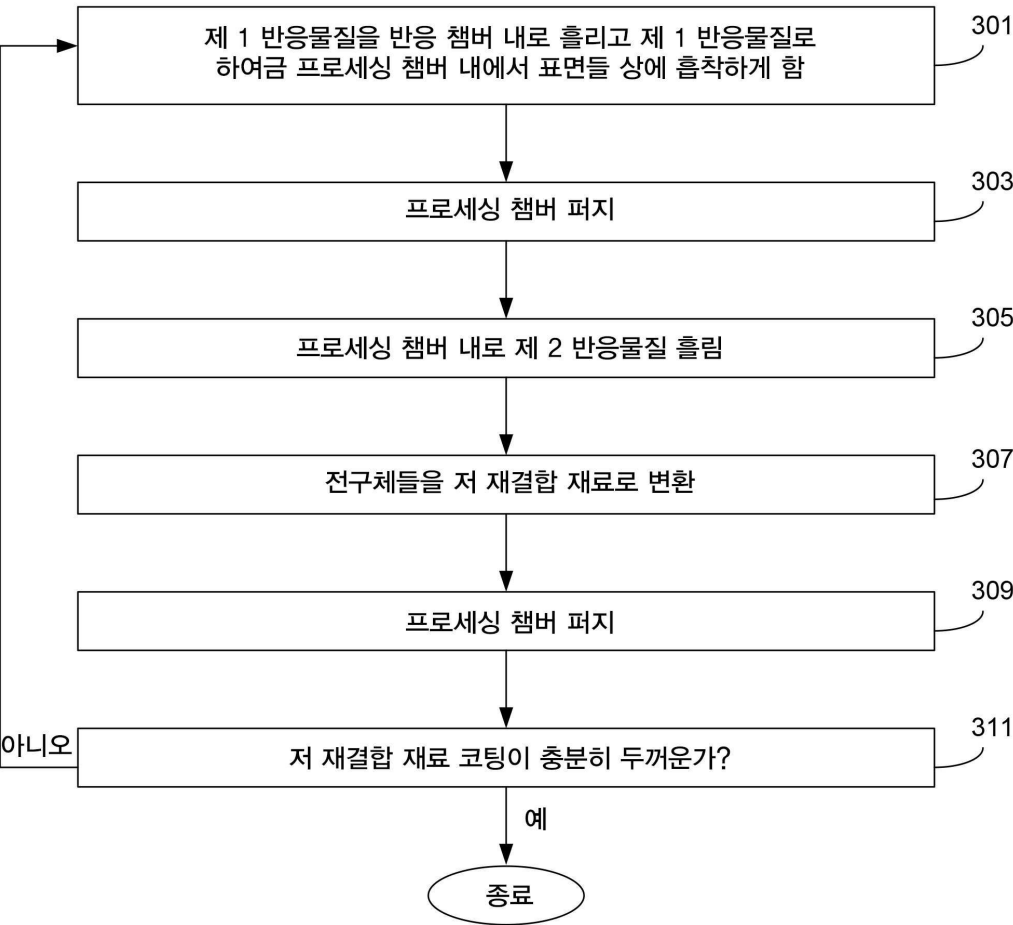 제 1 반응물질을 반응 챔버 내로 흘리고 제 1 반응물질로
하여금 프로세싱 챔버 내에서 표면들 상에 흡착하게 함
301
프로세싱 챔버 퍼지
303
프로세싱 챔버 내로 제 2 반응물질 흘림
305
전구체들을 저 재결합 재료로 변환
307
프로세싱 챔버 퍼지
309
저 재결합 재료 코팅이 충분히 두꺼운가?
311
아니오
예
종료